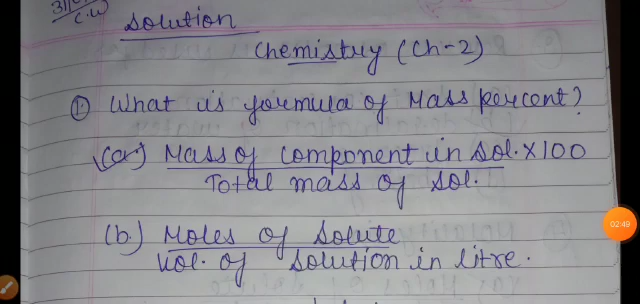 (C.W)
Solution
Chemistry (Ch-2)
① What is formula of Mass percent?
(a.) Mass of component in sol. × 100
Total mass of sol.
(b.) Moles of solute
Vol. of solution in litre.
02:49